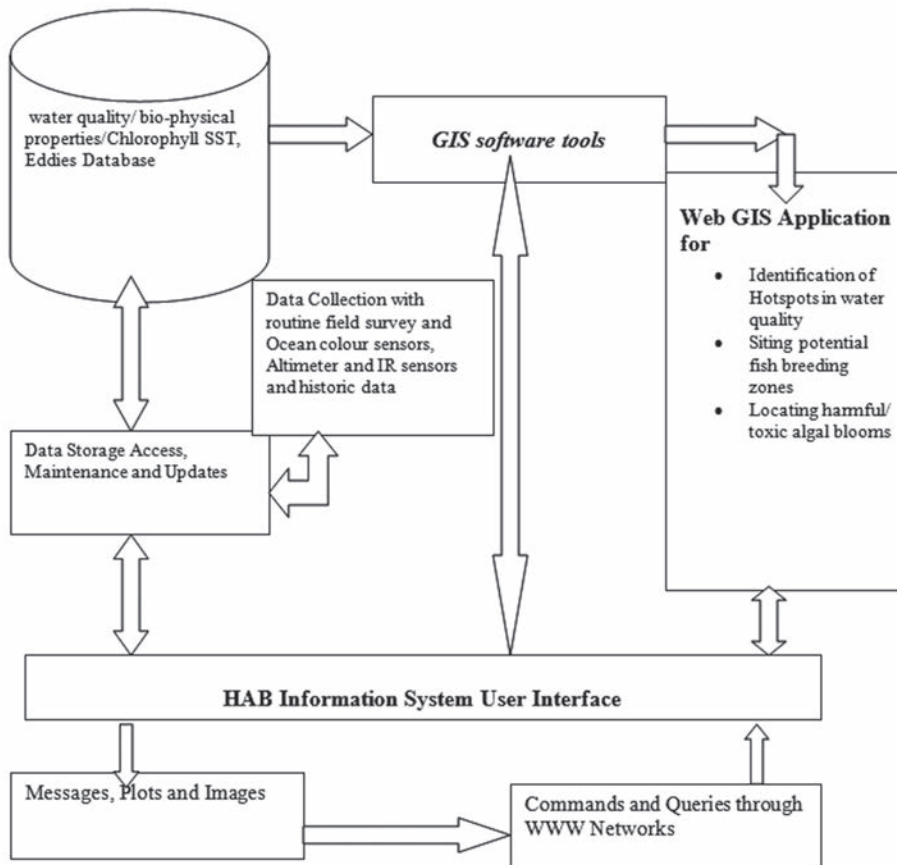 water quality/ bio-physical
properties/Chlorophyll SST,
Eddies Database
GIS software tools
Web GIS Application
for
• Identification of
Hotspots in water
quality
• Siting potential
fish breeding
zones
• Locating harmful/
toxic algal blooms
Data Collection with
routine field survey and
Ocean colour sensors,
Altimeter and IR sensors
and historic data
Data Storage Access,
Maintenance and Updates
HAB Information System User Interface
Messages, Plots and Images
Commands and Queries through
WWW Networks